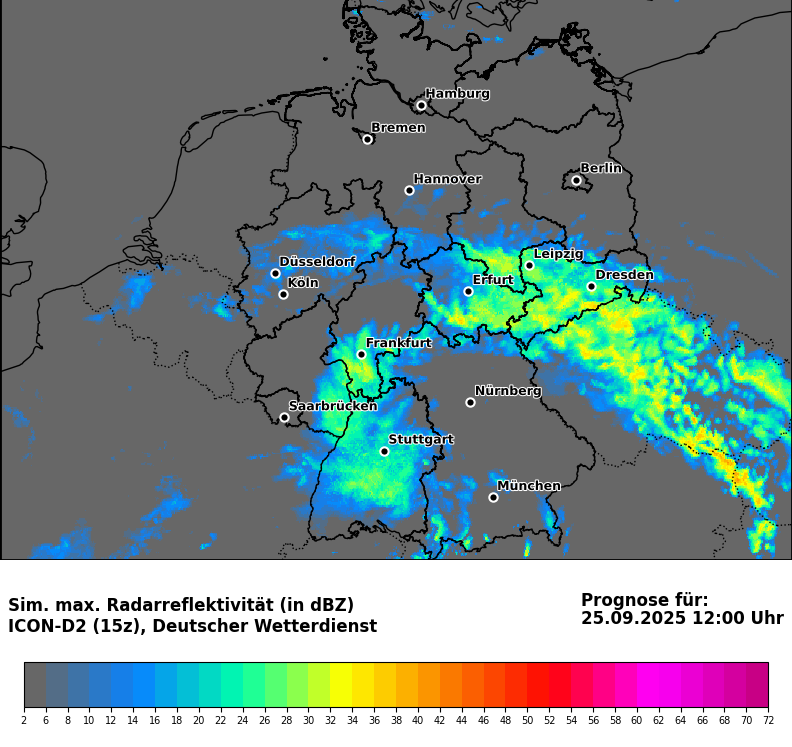 Hamburg
Bremen
Berlin
Hannover
Leipzig
Düsseldorf
Dresden
Köln
Erfurt
Frankfurt
Nürnberg
Saarbrücken
Stuttgart
München
Sim. max. Radarreflektivität (in dBZ)
ICON-D2 (15z), Deutscher Wetterdienst
Prognose für:
25.09.2025 12:00 Uhr
2 6 8 10 12 14 16 18 20 22 24 26 28 30 32 34 36 38 40 42 44 46 48 50 52 54 56 58 60 62 64 66 68 70 72